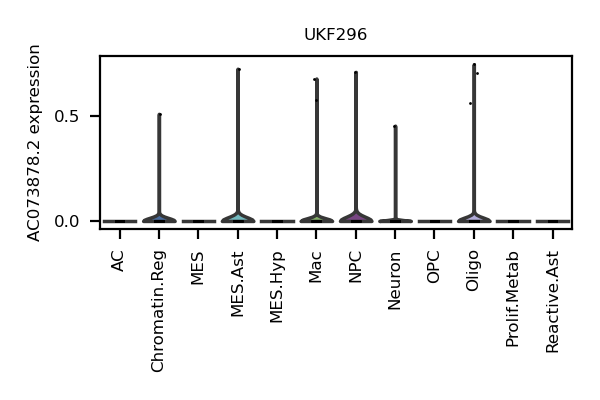 UKF296
AC073878.2 expression
0.5
0.0
AC
Chromatin.Reg
MES
MES.Ast
MES.Hyp
Mac
NPC
Neuron
OPC
Oligo
Prolif.Metab
Reactive.Ast